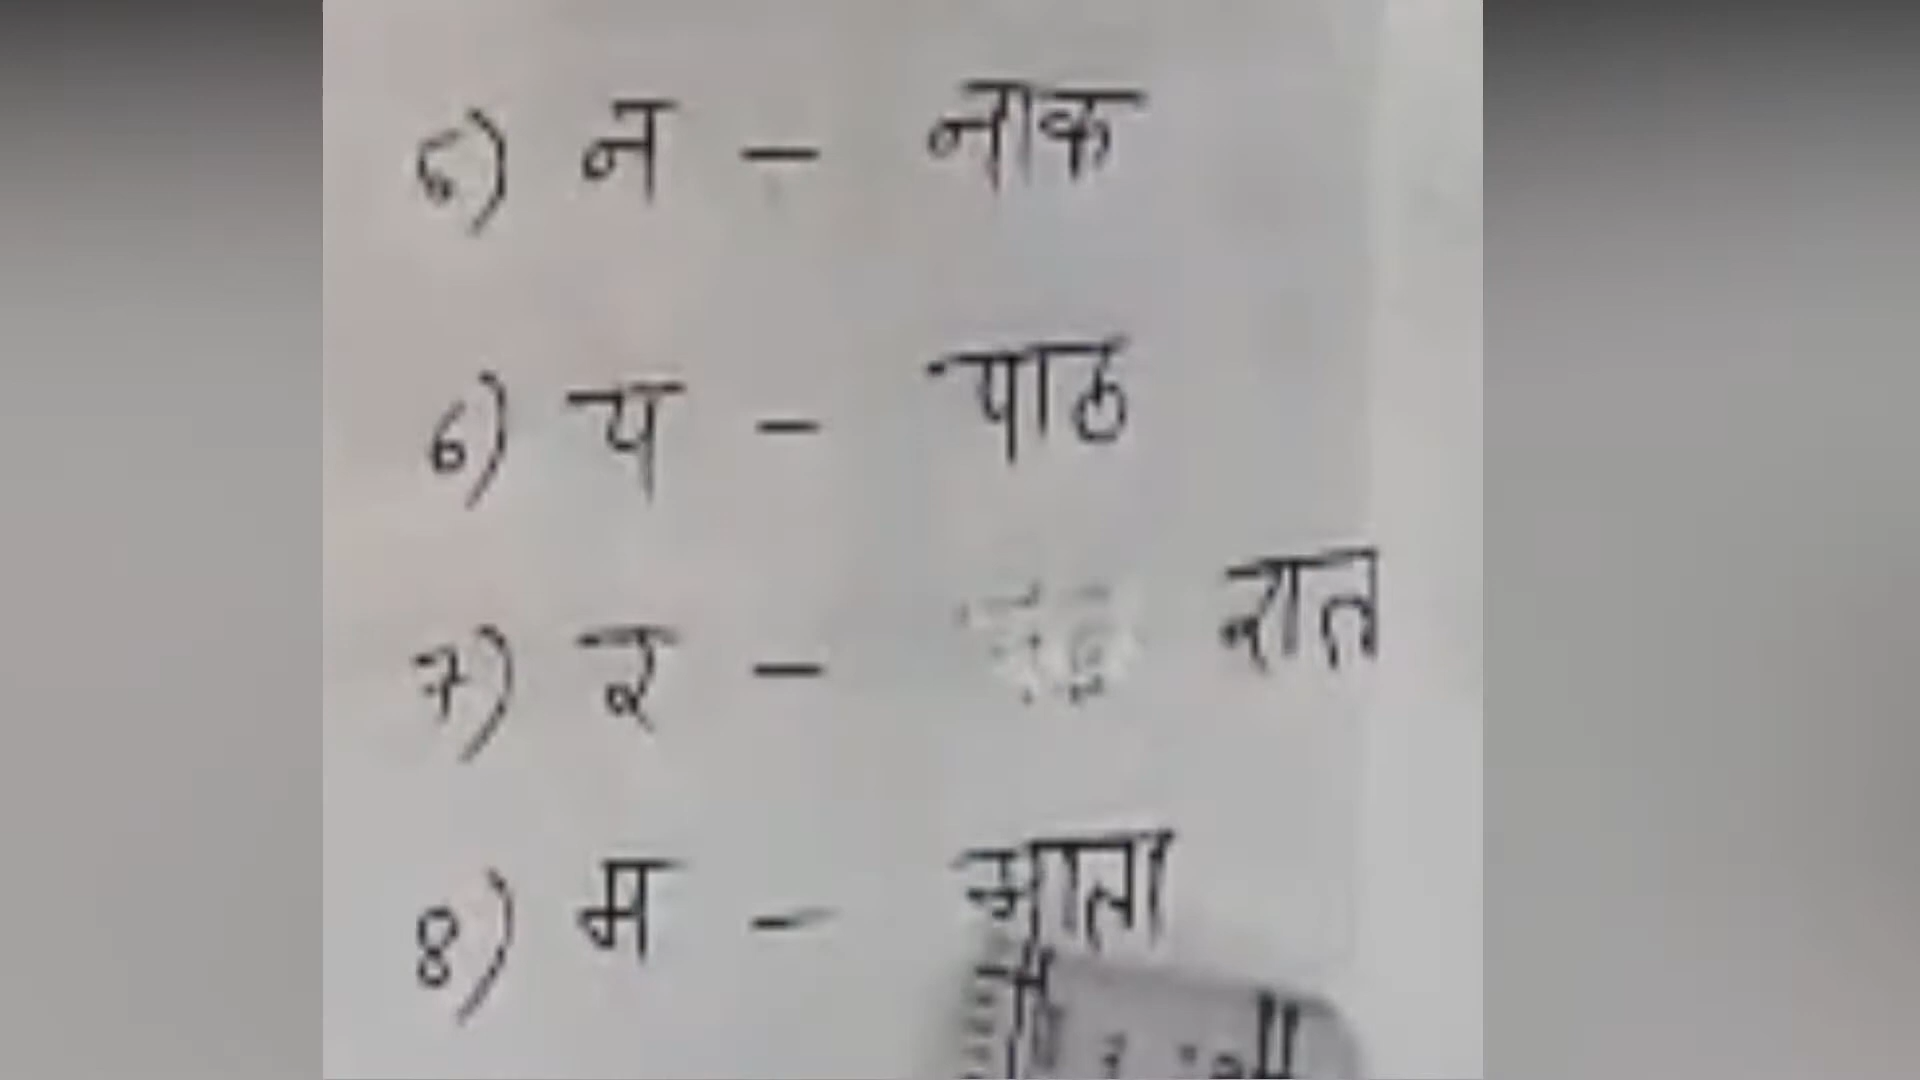 5) न - नाक
6) य - पाठ
7) र - रात
8) म - माता